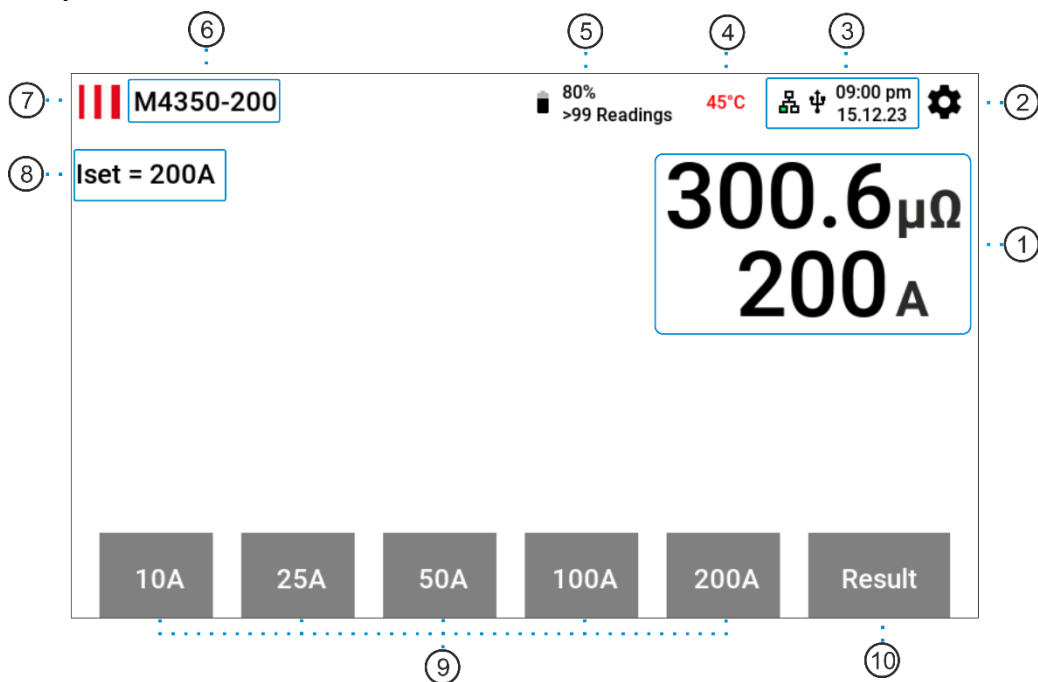 6 5 4 3
7 M4350-200 80% 45°C 09:00 pm 2
>99 Readings 15.12.23
8 Iset = 200A 300.6µΩ
200 A 1
10A 25A 50A 100A 200A Result
9 10